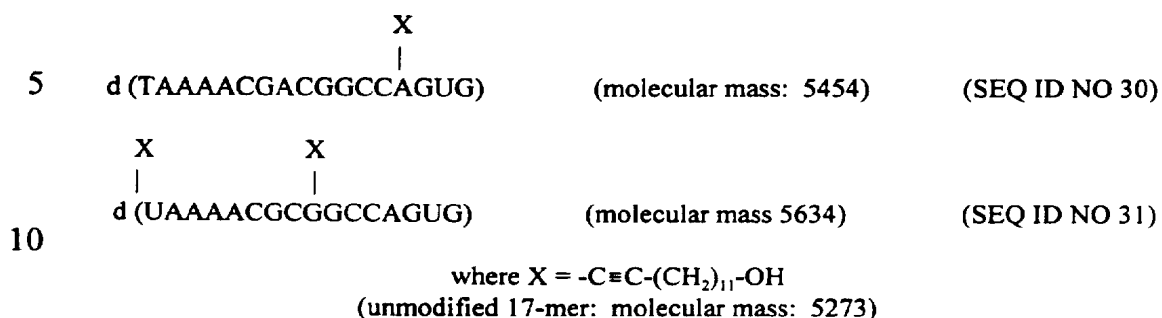 X
|
5 d (TAAAACGACGGCCAGUG) (molecular mass: 5454) (SEQ ID NO 30)
X X
| |
d (UAAAACGCGGCCAGUG) (molecular mass 5634) (SEQ ID NO 31)
10
where X = -C≡C-(CH₂)₁₁-OH
(unmodified 17-mer: molecular mass: 5273)